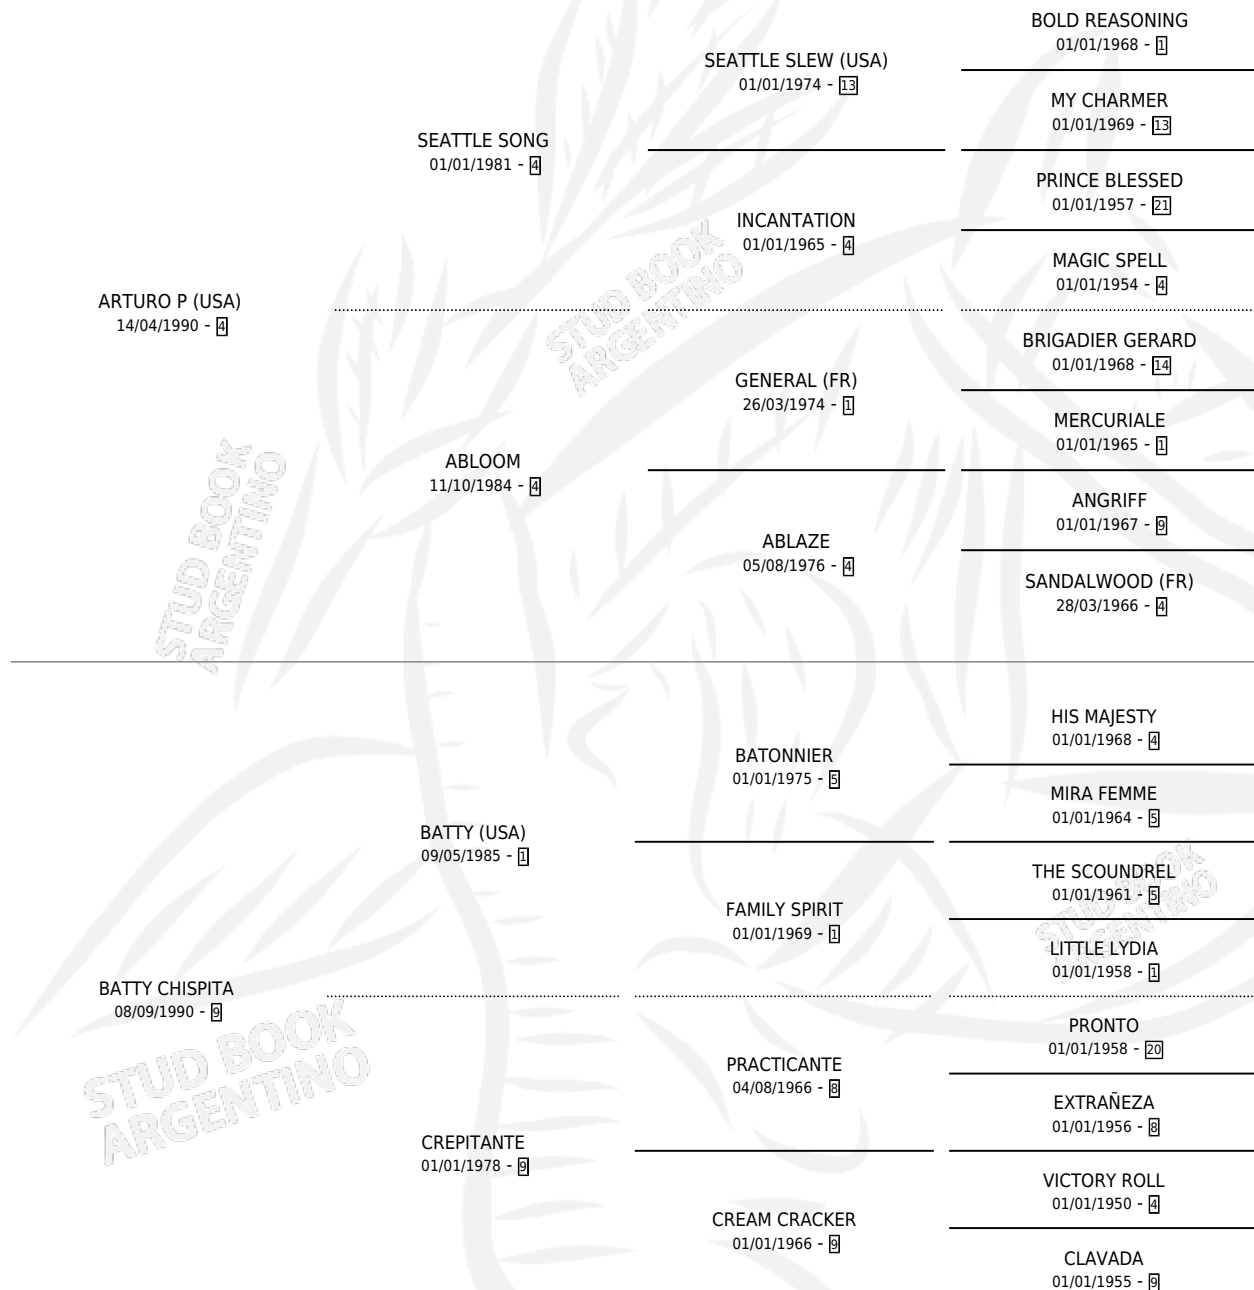 BOLD REASONING
01/01/1968 - 1
SEATTLE SLEW (USA)
01/01/1974 - 13
MY CHARMER
01/01/1969 - 13
SEATTLE SONG
01/01/1981 - 4
PRINCE BLESSED
01/01/1957 - 21
INCANTATION
01/01/1965 - 4
MAGIC SPELL
01/01/1954 - 4
ARTURO P (USA)
14/04/1990 - 4
BRIGADIER GERARD
01/01/1968 - 14
GENERAL (FR)
26/03/1974 - 1
MERCURIALE
01/01/1965 - 1
ABLOOM
11/10/1984 - 4
ANGRIFF
01/01/1967 - 9
ABLAZE
05/08/1976 - 4
SANDALWOOD (FR)
28/03/1966 - 4
HIS MAJESTY
01/01/1968 - 4
BATONNIER
01/01/1975 - 5
MIRA FEMME
01/01/1964 - 5
BATTY (USA)
09/05/1985 - 1
THE SCOUNDREL
01/01/1961 - 5
FAMILY SPIRIT
01/01/1969 - 1
LITTLE LYDIA
01/01/1958 - 1
BATTY CHISPITA
08/09/1990 - 9
PRONTO
01/01/1958 - 20
PRACTICANTE
04/08/1966 - 8
EXTRAÑEZA
01/01/1956 - 8
CREPITANTE
01/01/1978 - 9
VICTORY ROLL
01/01/1950 - 4
CREAM CRACKER
01/01/1966 - 9
CLAVADA
01/01/1955 - 9
STUD BOOK
ARGENTINO
STUD BOOK
ARGENTINO
STUD BOOK
ARGENTINO
STUD BOOK
ARGENTINO